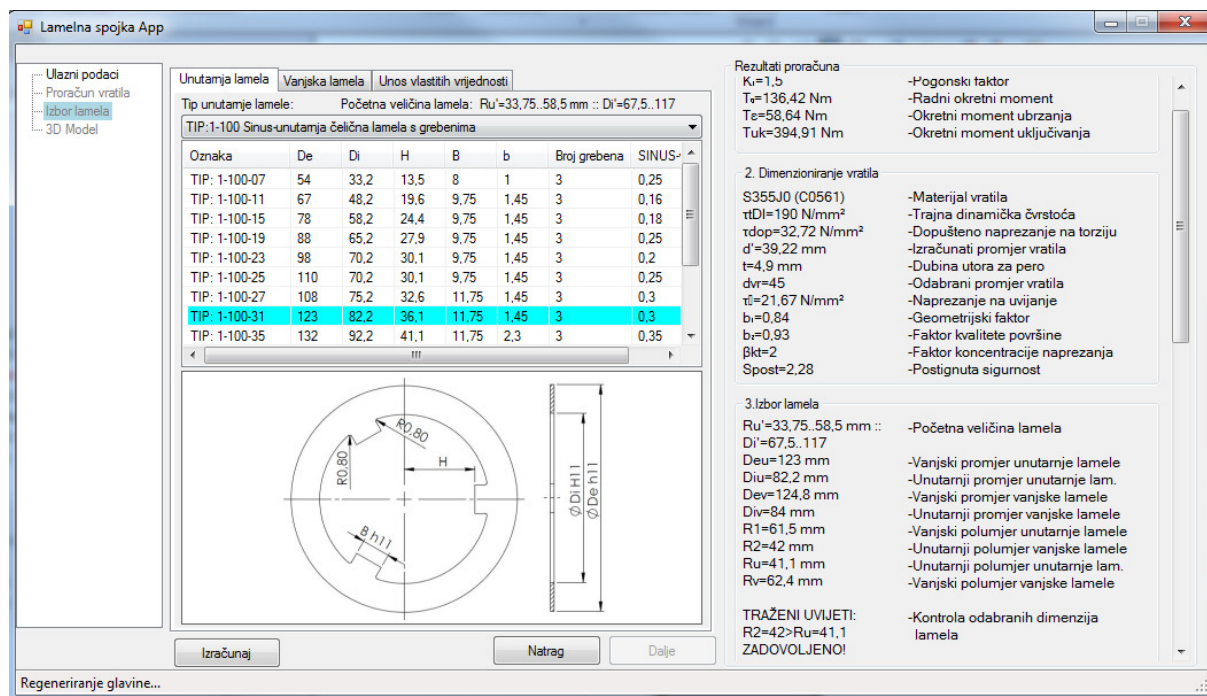 Lamelna spojka App
Ulazni podaci
Proračun vratila
Izbor lamela
3D Model
Unutarnja lamela Vanjska lamela Unos vlastitih vrijednosti
Tip unutarnje lamele: Početna veličina lamela: Ru'=33,75..58,5 mm :: Di'=67,5..117
TIP:1-100 Sinus-unutarnja čelična lamela s grebenima
Oznaka De Di H B b Broj grebena SINUS-
TIP: 1-100-07 54 33,2 13,5 8 1 3 0,25
TIP: 1-100-11 67 48,2 19,6 9,75 1,45 3 0,16
TIP: 1-100-15 78 58,2 24,4 9,75 1,45 3 0,18
TIP: 1-100-19 88 65,2 27,9 9,75 1,45 3 0,25
TIP: 1-100-23 98 70,2 30,1 9,75 1,45 3 0,2
TIP: 1-100-25 110 70,2 30,1 9,75 1,45 3 0,25
TIP: 1-100-27 108 75,2 32,6 11,75 1,45 3 0,3
TIP: 1-100-31 123 82,2 36,1 11,75 1,45 3 0,3
TIP: 1-100-35 132 92,2 41,1 11,75 2,3 3 0,35
R0.80
R0.80
H
B h11
∅Di H11
∅De h11
Izračunaj
Natrag
Dalje
Rezultati proračuna
=1,5 -Pogonski faktor
=136,42 Nm -Radni okretni moment
Tε=58,64 Nm -Okretni moment ubrzanja
Tuk=394,91 Nm -Okretni moment uključivanja
2. Dimenzioniranje vratila
S355J0 (C0561) -Materijal vratila
τtDI=190 N/mm² -Trajna dinamička čvrstoća
τdop=32,72 N/mm² -Dopušteno naprezanje na torziju
d'=39,22 mm -Izračunati promjer vratila
t=4,9 mm -Dubina utora za pero
dvr=45 -Odabrani promjer vratila
τ▯=21,67 N/mm² -Naprezanje na uvijanje
b₁=0,84 -Geometrijski faktor
b₂=0,93 -Faktor kvalitete površine
βkt=2 -Faktor koncentracije naprezanja
Spost=2,28 -Postignuta sigurnost
3.Izbor lamela
Ru'=33,75..58,5 mm :: -Početna veličina lamela
Di'=67,5..117
Deu=123 mm -Vanjski promjer unutarnje lamele
Diu=82,2 mm -Unutarnji promjer unutarnje lam.
Dev=124,8 mm -Vanjski promjer vanjske lamele
Div=84 mm -Unutarnji promjer vanjske lamele
R1=61,5 mm -Vanjski polumjer unutarnje lamele
R2=42 mm -Unutarnji polumjer vanjske lamele
Ru=41,1 mm -Unutarnji polumjer unutarnje lam.
Rv=62,4 mm -Vanjski polumjer vanjske lamele
TRAŽENI UVIJETI: -Kontrola odabranih dimenzija
R2=42>Ru=41,1 lamela
ZADOVOLJENO!
Regeneriranje glavine...